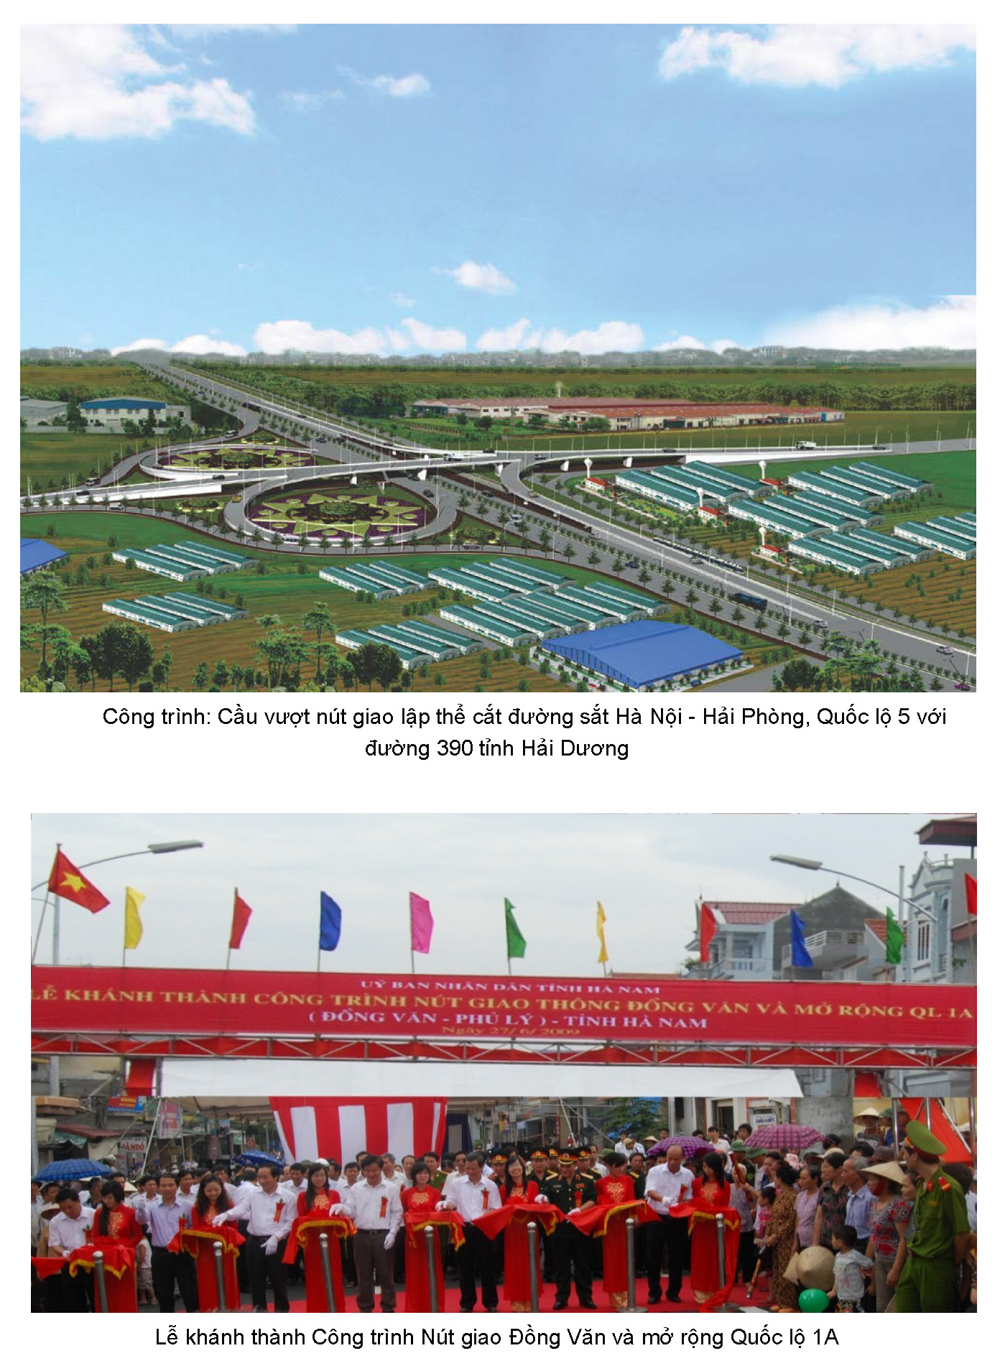 Công trình: Cầu vượt nút giao lập thể cắt đường sắt Hà Nội - Hải Phòng, Quốc lộ 5 với
đường 390 tỉnh Hải Dương
UỶ BAN NHÂN DÂN TỈNH HÀ NAM
LỄ KHÁNH THÀNH CÔNG TRÌNH NÚT GIAO THÔNG ĐỒNG VĂN VÀ MỞ RỘNG QL 1A
( ĐỒNG VĂN - PHỦ LÝ ) - TỈNH HÀ NAM
Ngày 27/ 6/ 2009
Lễ khánh thành Công trình Nút giao Đồng Văn và mở rộng Quốc lộ 1A